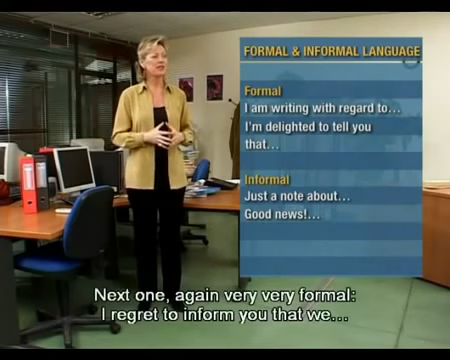 FORMAL & INFORMAL LANGUAGE
Formal
I am writing with regard to...
I'm delighted to tell you
that...
Informal
Just a note about...
Good news!...
Next one, again very very formal:
I regret to inform you that we...